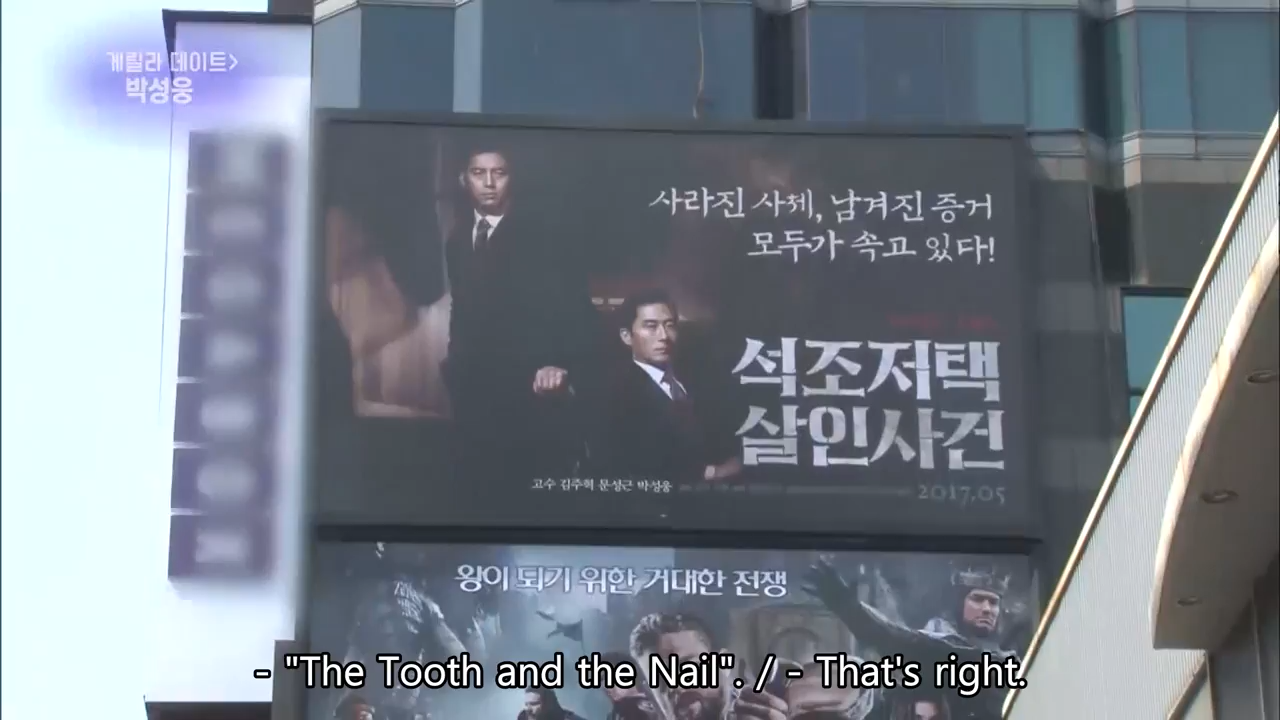 게릴라 데이트>
박성웅
사라진 사체, 남겨진 증거
모두가 속고 있다!
석조저택
살인사건
고수 김주혁 문성근 박성웅
2017.05
왕이 되기 위한 거대한 전쟁
- "The Tooth and the Nail". / - That's right.